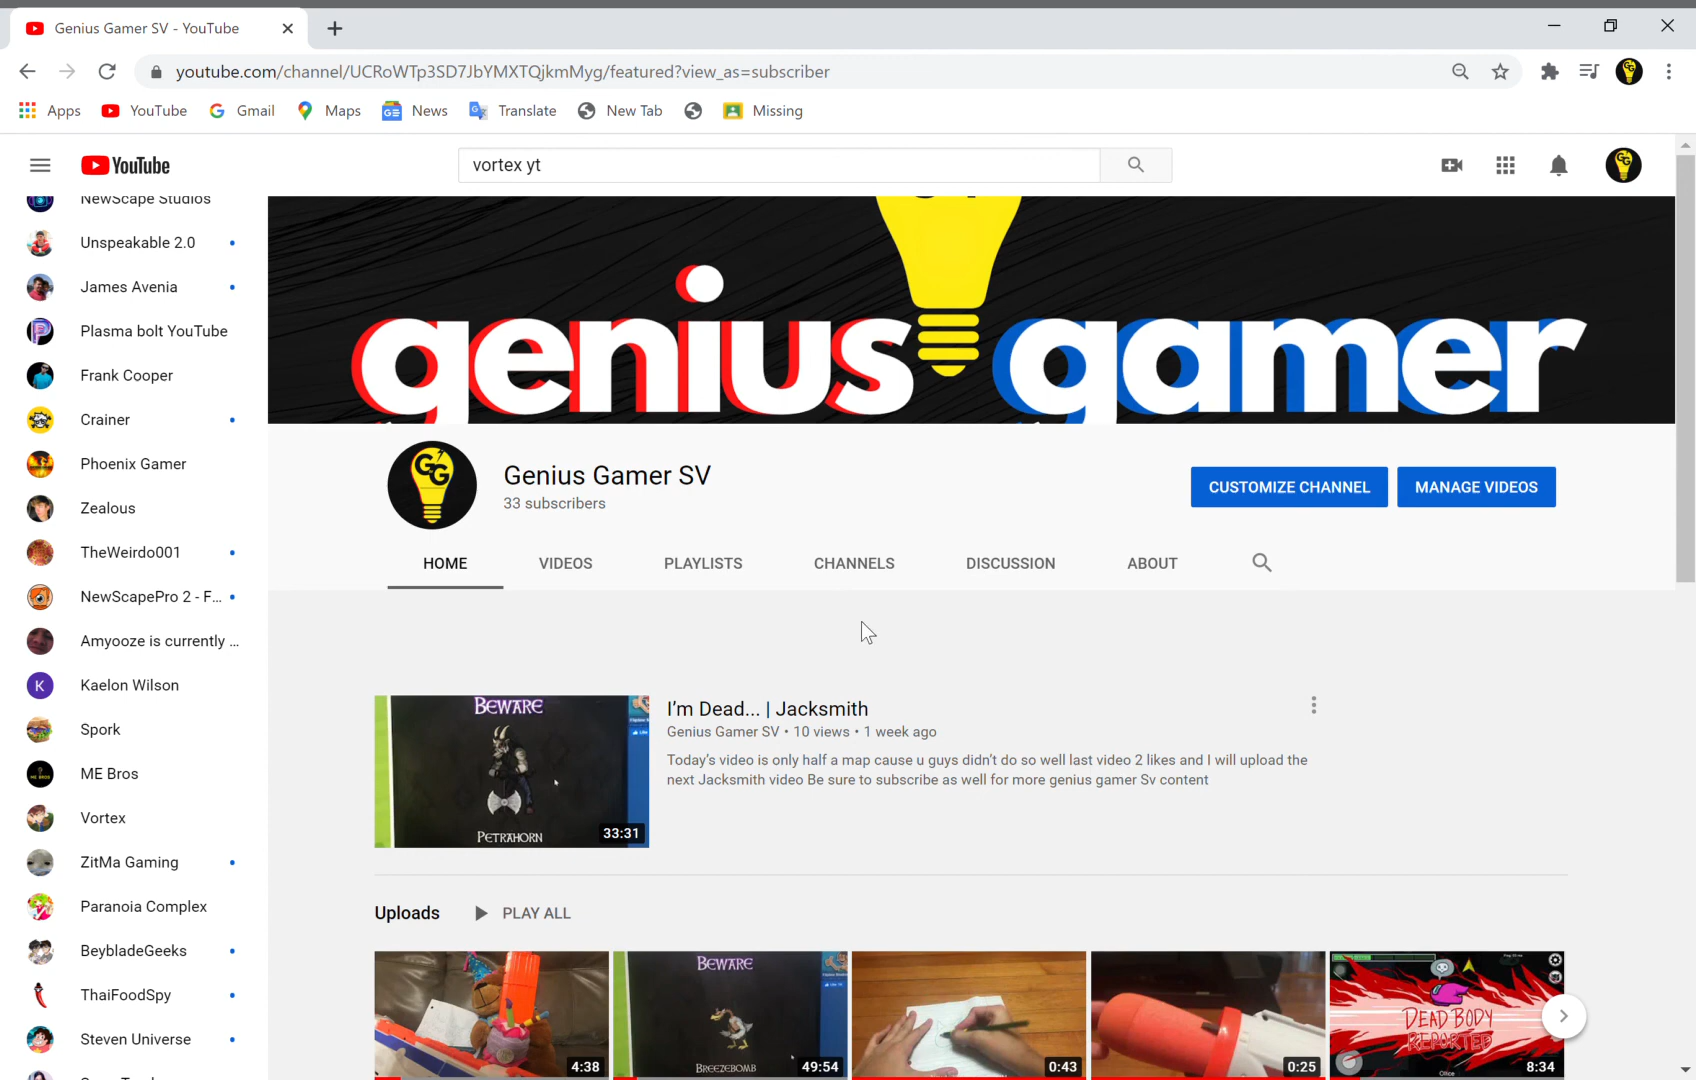 Genius Gamer SV - YouTube
youtube.com/channel/UCRoWTp3SD7JbYMXTQjkmMyg/featured?view_as=subscriber
Apps YouTube Gmail Maps News Translate New Tab Missing
YouTube
vortex yt
NewScape Studios
Unspeakable 2.0
James Avenia
Plasma bolt YouTube
Frank Cooper
Crainer
Phoenix Gamer
Zealous
TheWeirdo001
NewScapePro 2 - F...
Amyooze is currently ...
K Kaelon Wilson
Spork
ME BROS ME Bros
Vortex
ZitMa Gaming
Paranoia Complex
BeybladeGeeks
ThaiFoodSpy
Steven Universe
genius gamer
GG
Genius Gamer SV
33 subscribers
CUSTOMIZE CHANNEL MANAGE VIDEOS
HOME VIDEOS PLAYLISTS CHANNELS DISCUSSION ABOUT
BEWARE
PETRAHORN
33:31
I'm Dead... | Jacksmith
Genius Gamer SV • 10 views • 1 week ago
Today's video is only half a map cause u guys didn't do so well last video 2 likes and I will upload the
next Jacksmith video Be sure to subscribe as well for more genius gamer Sv content
Uploads PLAY ALL
4:38
BEWARE
BREEZEBOMB
49:54
0:43
0:25
DEAD BODY
REPORTED
8:34